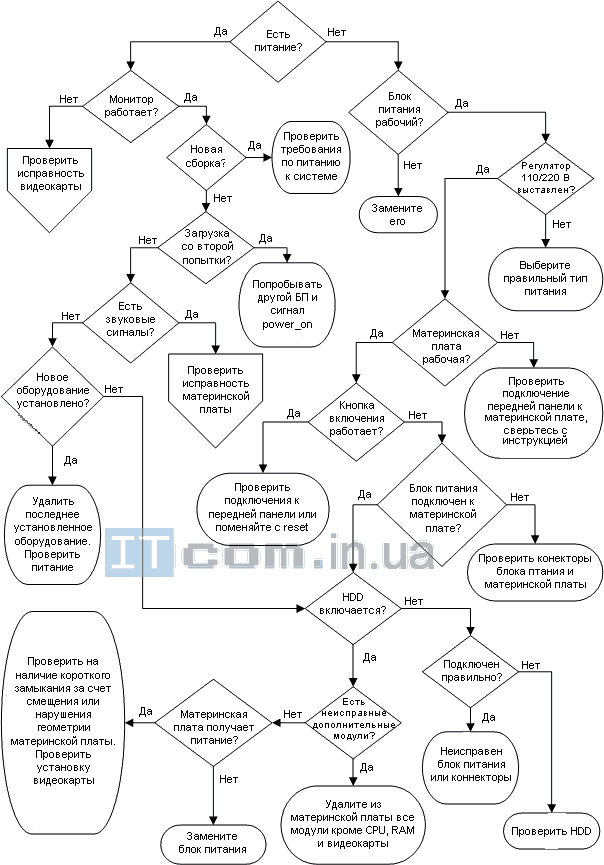 Есть
питание?
Да
Нет
Монитор
работает?
Нет
Да
Блок
питания
рабочий?
Да
Нет
Проверить
исправность
видеокарты
Новая
сборка?
Да
Нет
Проверить
требования
по питанию
к системе
Замените
его
Регулятор
110/220 В
выставлен?
Да
Нет
Выберите
правильный тип
питания
Загрузка
со второй
попытки?
Нет
Да
Попробывать
другой БП и
сигнал
power_on
Есть
звуковые
сигналы?
Нет
Да
Проверить
исправность
материнской
платы
Материнская
плата
рабочая?
Да
Нет
Проверить
подключение
передней панели к
материнской плате,
сверьтесь с
инструкцией
Новое
оборудование
установлено?
Нет
Да
Удалить
последнее
установленное
оборудование.
Проверить
питание
Кнопка
включения
работает?
Да
Нет
Проверить
подключения к
передней панели или
поменяйте с reset
Блок питания
подключен к
материнской
плате?
Да
Нет
Проверить конекторы
блока птания и
материнской платы
ITcom.in.ua
HDD
включается?
Нет
Да
Подключен
правильно?
Нет
Да
Неисправен
блок питания
или коннекторы
Проверить HDD
Есть
неисправные
дополнительные
модули?
Нет
Да
Удалите из
материнской платы все
модули кроме CPU, RAM
и видеокарты
Материнская
плата получает
питание?
Да
Нет
Замените
блок питания
Проверить на
наличие короткого
замыкания за счет
смещения или
нарушения
геометрии
материнской платы.
Проверить
установку
видеокарты